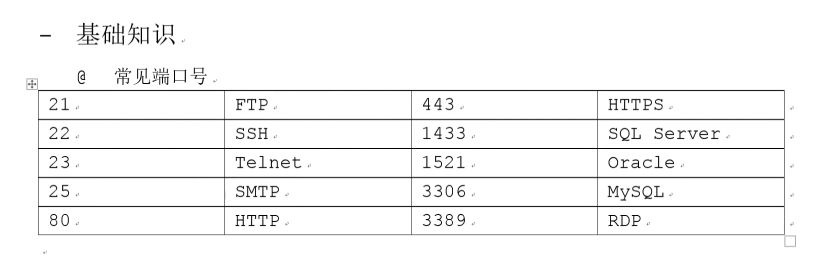 – 基础知识
@ 常见端口号
21 FTP 443 HTTPS
22 SSH 1433 SQL Server
23 Telnet 1521 Oracle
25 SMTP 3306 MySQL
80 HTTP 3389 RDP